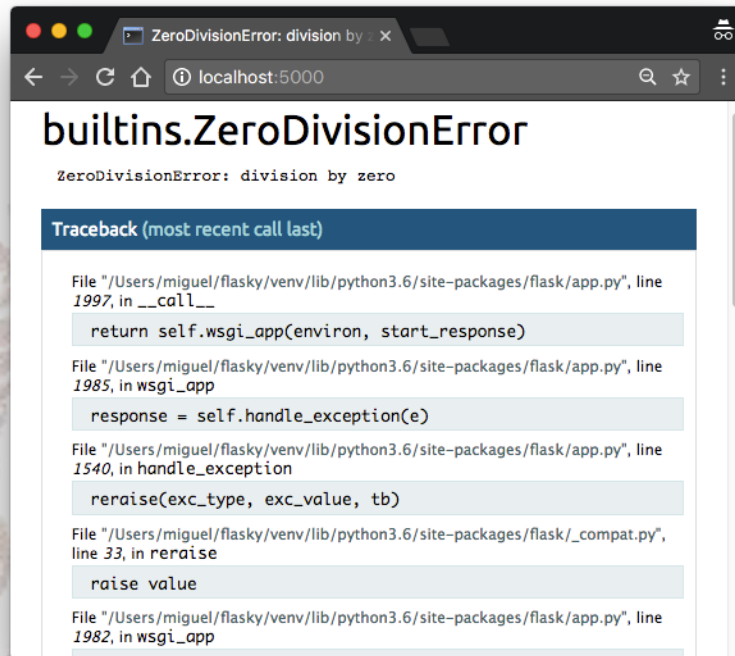 ZeroDivisionError: division by z
localhost:5000
builtins.ZeroDivisionError
ZeroDivisionError: division by zero
Traceback (most recent call last)
File "/Users/miguel/flasky/venv/lib/python3.6/site-packages/flask/app.py", line
1997, in __call__
return self.wsgi_app(environ, start_response)
File "/Users/miguel/flasky/venv/lib/python3.6/site-packages/flask/app.py", line
1985, in wsgi_app
response = self.handle_exception(e)
File "/Users/miguel/flasky/venv/lib/python3.6/site-packages/flask/app.py", line
1540, in handle_exception
reraise(exc_type, exc_value, tb)
File "/Users/miguel/flasky/venv/lib/python3.6/site-packages/flask/_compat.py",
line 33, in reraise
raise value
File "/Users/miguel/flasky/venv/lib/python3.6/site-packages/flask/app.py", line
1982, in wsgi_app